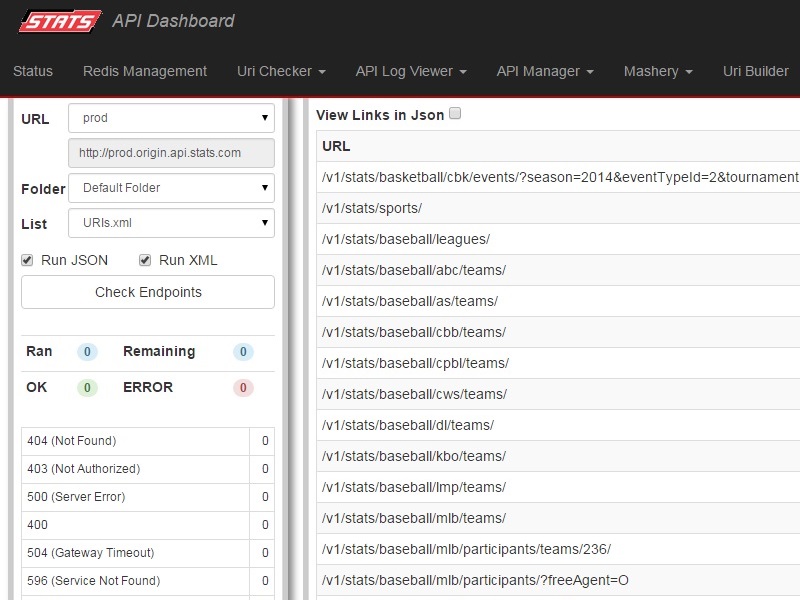 STATS API Dashboard
Status Redis Management Uri Checker API Log Viewer API Manager Mashery Uri Builder
URL prod
http://prod.origin.api.stats.com
Folder Default Folder
List URIs.xml
Run JSON Run XML
Check Endpoints
Ran 0 Remaining 0
OK 0 ERROR 0
404 (Not Found) 0
403 (Not Authorized) 0
500 (Server Error) 0
400 0
504 (Gateway Timeout) 0
596 (Service Not Found) 0
View Links in Json
URL
/v1/stats/basketball/cbk/events/?season=2014&eventTypeId=2&tournament
/v1/stats/sports/
/v1/stats/baseball/leagues/
/v1/stats/baseball/abc/teams/
/v1/stats/baseball/as/teams/
/v1/stats/baseball/cbb/teams/
/v1/stats/baseball/cpbl/teams/
/v1/stats/baseball/cws/teams/
/v1/stats/baseball/dl/teams/
/v1/stats/baseball/kbo/teams/
/v1/stats/baseball/lmp/teams/
/v1/stats/baseball/mlb/teams/
/v1/stats/baseball/mlb/participants/teams/236/
/v1/stats/baseball/mlb/participants/?freeAgent=O